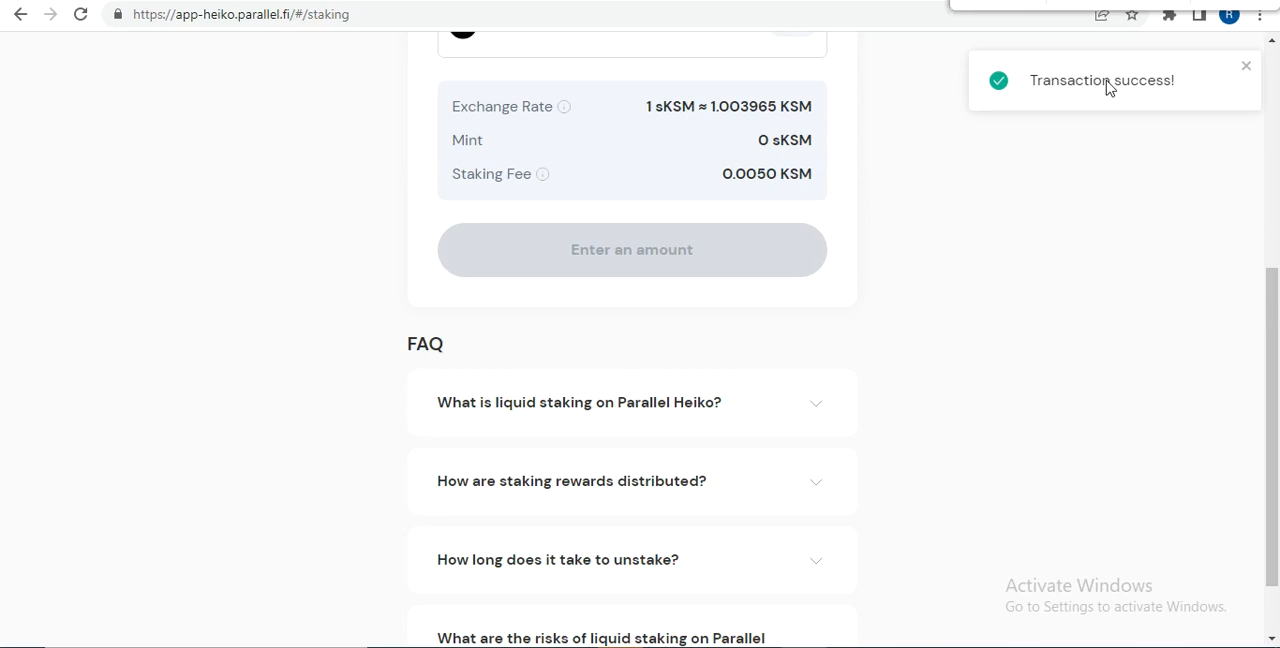 https://app-heiko.parallel.fi/#/staking
R
Transaction success!
Exchange Rate 1 sKSM ≈ 1.003965 KSM
Mint 0 sKSM
Staking Fee 0.0050 KSM
Enter an amount
FAQ
What is liquid staking on Parallel Heiko?
How are staking rewards distributed?
How long does it take to unstake?
What are the risks of liquid staking on Parallel
Activate Windows
Go to Settings to activate Windows.